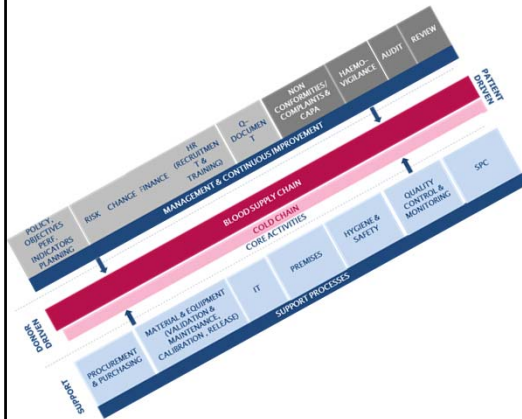 POLICY,
OBJECTIVES
PERF.
INDICATORS
PLANNING
RISK
CHANGE
FINANCE
HR
(RECRUITMEN
T &
TRAINING)
Q-
DOCUMEN
T
NON
CONFORMITIES/
COMPLAINTS &
CAPA
HAEMO-
VIGILANCE
AUDIT
REVIEW
MANAGEMENT & CONTINUOUS IMPROVEMENT
PATIENT
DRIVEN
BLOOD SUPPLY CHAIN
COLD CHAIN
CORE ACTIVITIES
DONOR
DRIVEN
PROCUREMENT
& PURCHASING
MATERIAL & EQUIPMENT
(VALIDATION &
MAINTENANCE,
CALIBRATION , RELEASE)
IT
PREMISES
HYGIENE &
SAFETY
QUALITY
CONTROL &
MONITORING
SPC
SUPPORT PROCESSES
SUPPORT